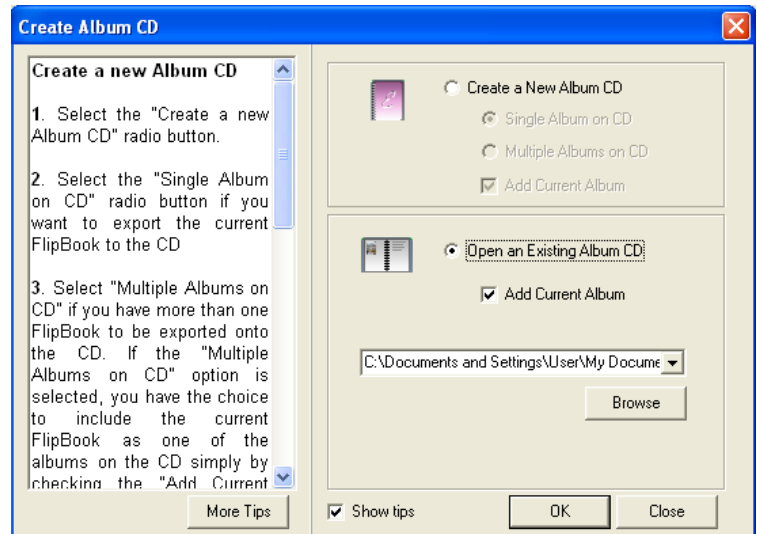 Create Album CD
Create a new Album CD
1. Select the "Create a new
Album CD" radio button.
2. Select the "Single Album
on CD" radio button if you
want to export the current
FlipBook to the CD
3. Select "Multiple Albums on
CD" if you have more than one
FlipBook to be exported onto
the CD. If the "Multiple
Albums on CD" option is
selected, you have the choice
to include the current
FlipBook as one of the
albums on the CD simply by
checking the "Add Current
More Tips
Create a New Album CD
Single Album on CD
Multiple Albums on CD
Add Current Album
Open an Existing Album CD
Add Current Album
C:\Documents and Settings\User\My Docume
Browse
Show tips
OK
Close